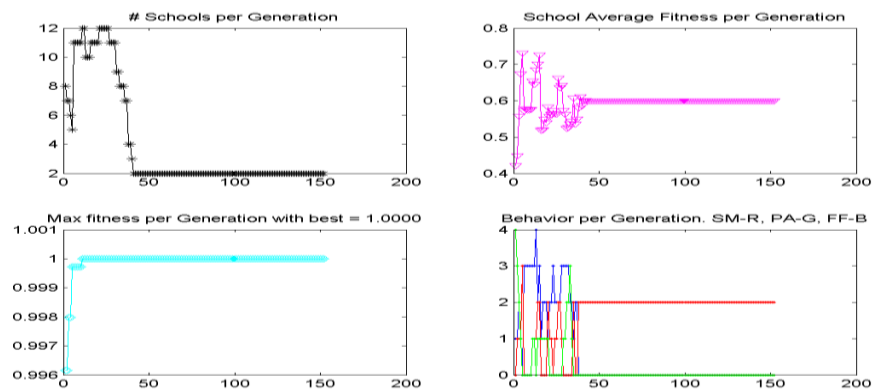 # Schools per Generation
12
10
8
6
4
2
0 50 100 150 200
School Average Fitness per Generation
0.8
0.7
0.6
0.5
0.4
0 50 100 150 200
Max fitness per Generation with best = 1.0000
1.001
1
0.999
0.998
0.997
0.996
0 50 100 150 200
Behavior per Generation. SM-R, PA-G, FF-B
4
3
2
1
0
0 50 100 150 200